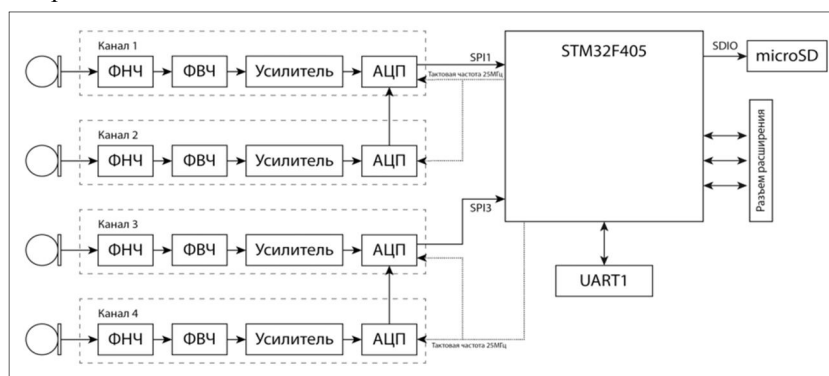 Канал 1
ФНЧ
ФВЧ
Усилитель
АЦП
SPI1
Тактовая частота 25МГц
STM32F405
SDIO
microSD
Канал 2
ФНЧ
ФВЧ
Усилитель
АЦП
Разъем расширения
Канал 3
ФНЧ
ФВЧ
Усилитель
АЦП
SPI3
UART1
Канал 4
ФНЧ
ФВЧ
Усилитель
АЦП
Тактовая частота 25МГц